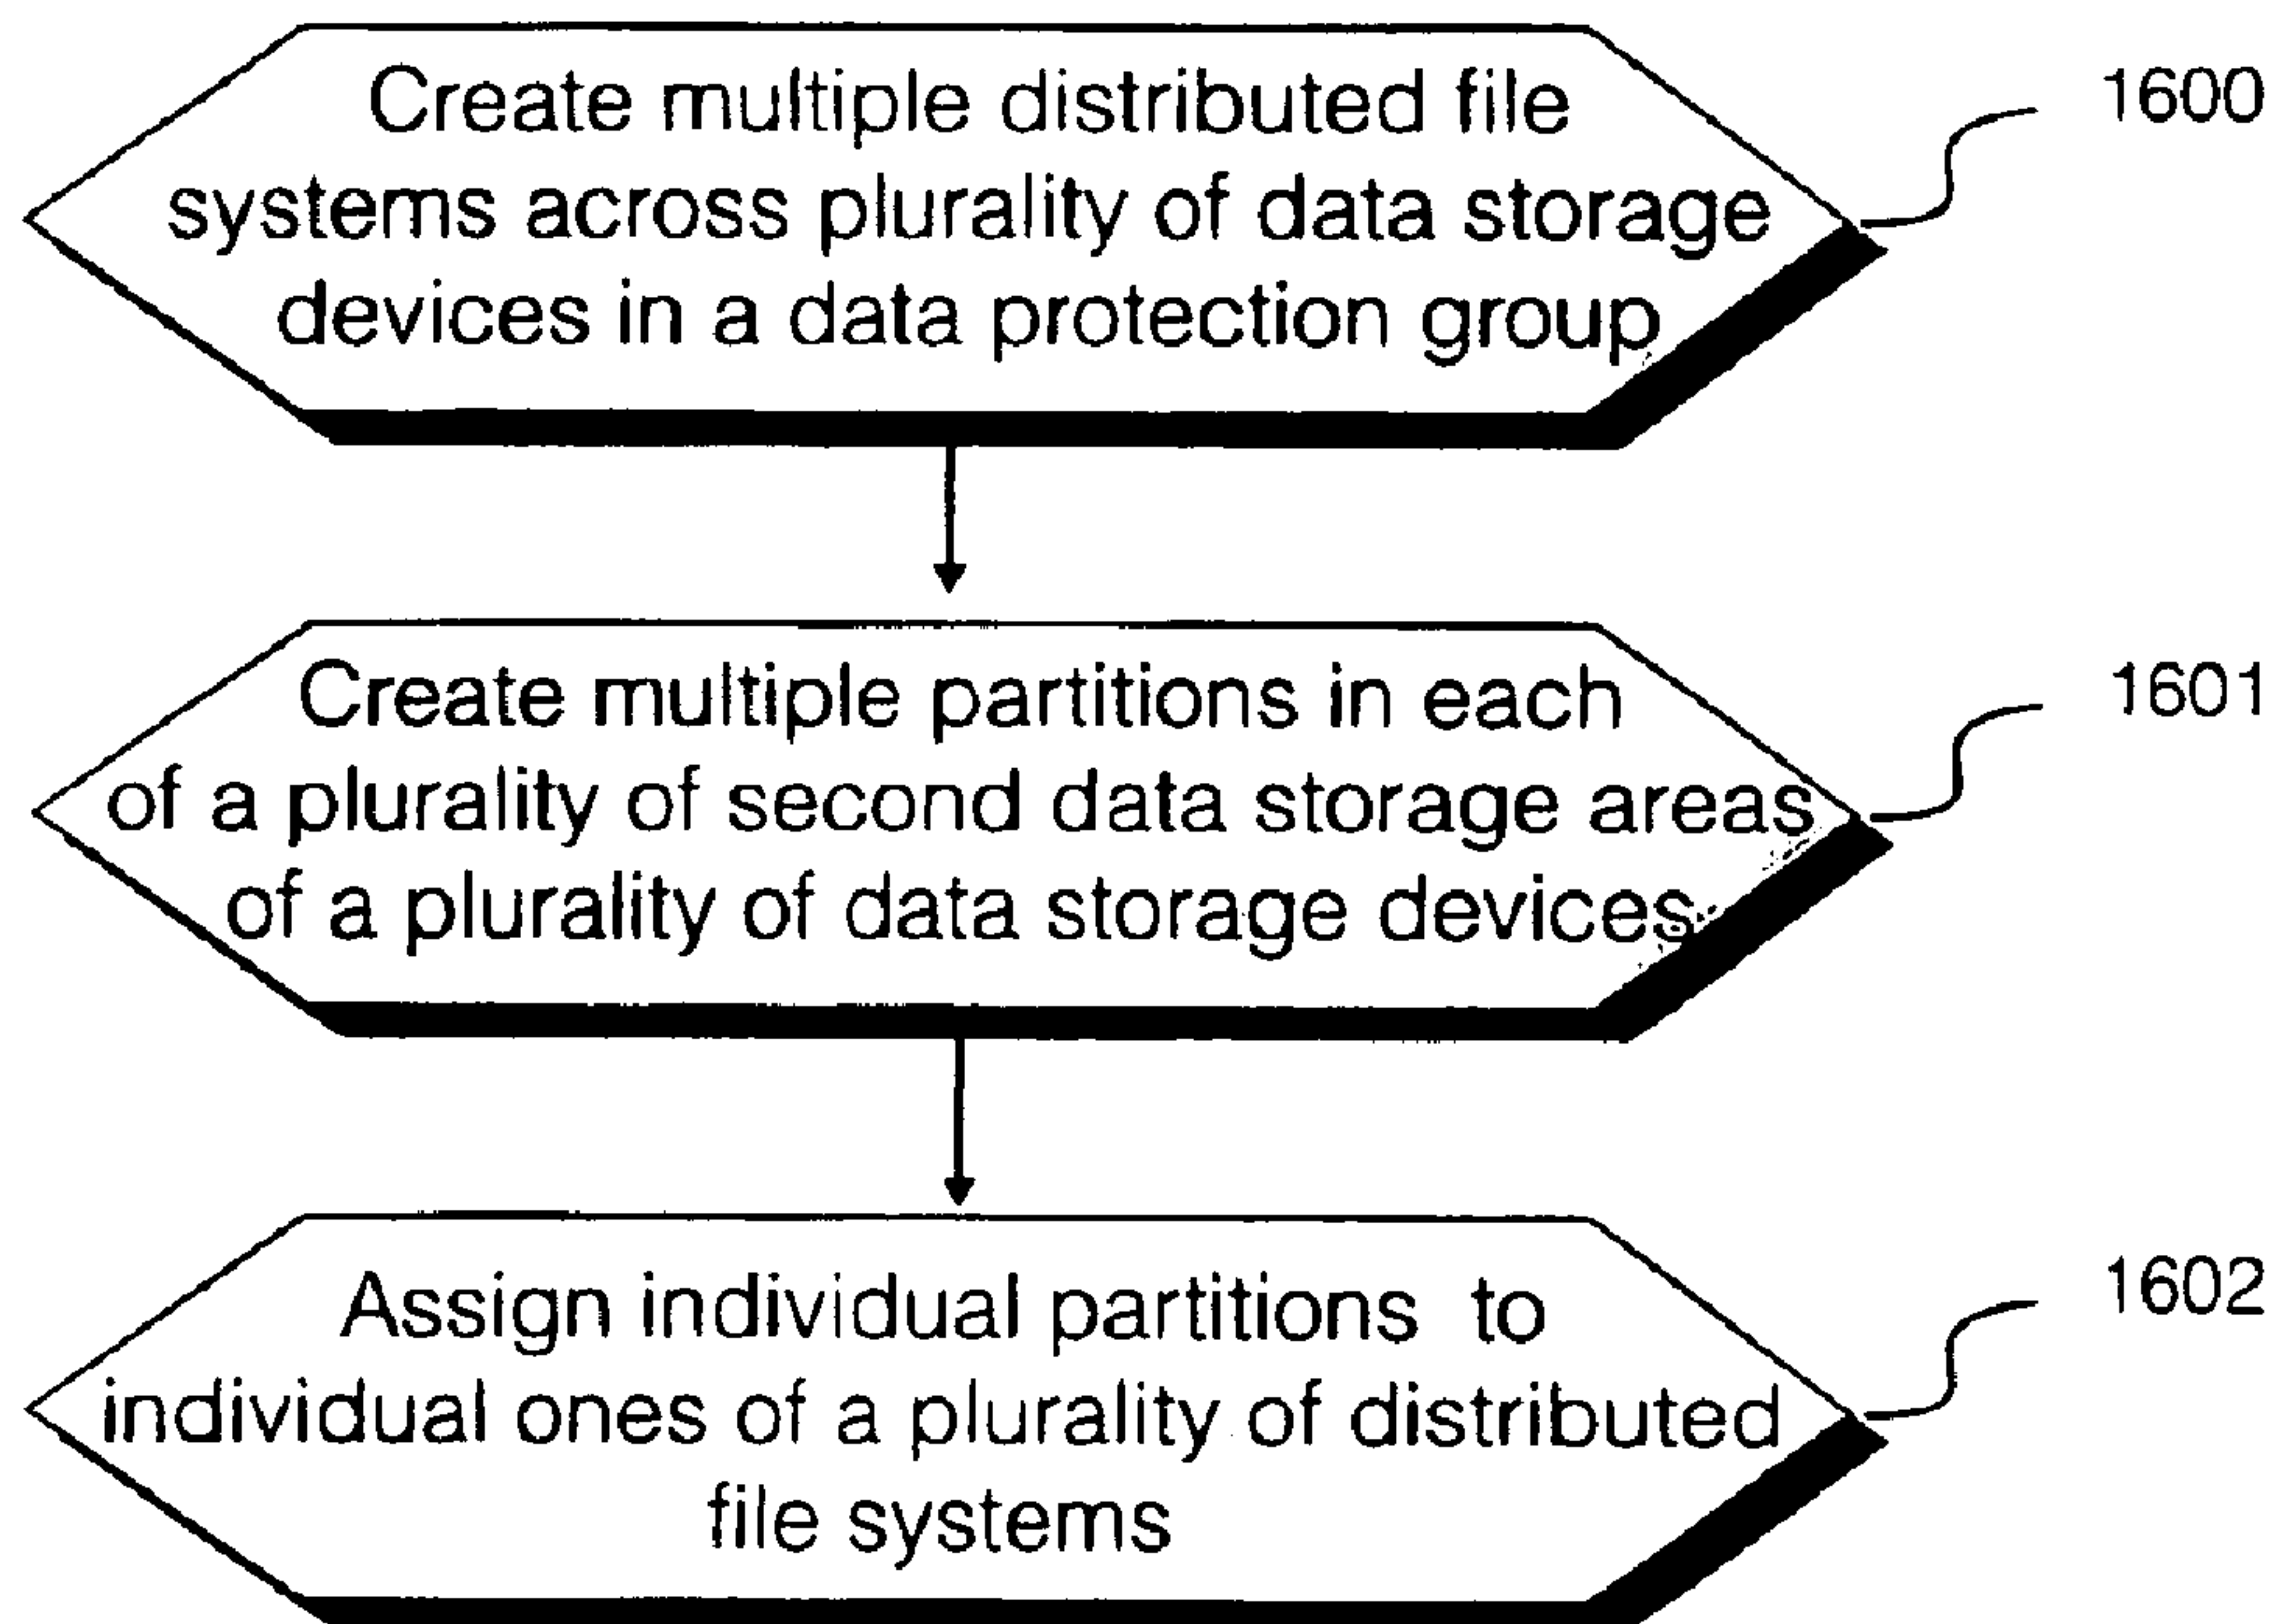 Create multiple distributed file
systems across plurality of data storage
devices in a data protection group
1600
Create multiple partitions in each
of a plurality of second data storage areas
of a plurality of data storage devices
1601
Assign individual partitions to
individual ones of a plurality of distributed
file systems
1602